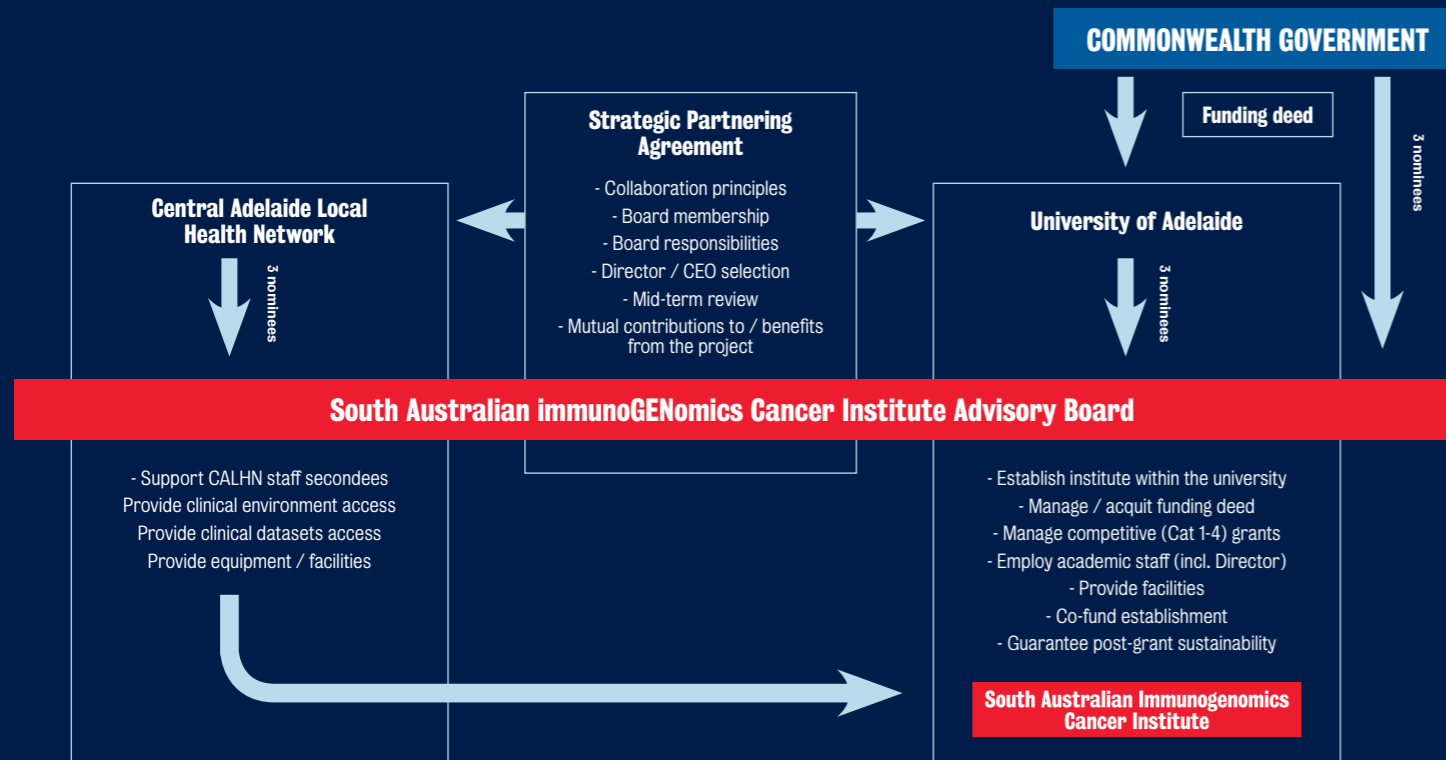 COMMONWEALTH GOVERNMENT
Funding deed
3 nominees
Strategic Partnering
Agreement
- Collaboration principles
- Board membership
- Board responsibilities
- Director / CEO selection
- Mid-term review
- Mutual contributions to / benefits
from the project
Central Adelaide Local
Health Network
3 nominees
University of Adelaide
3 nominees
South Australian immunoGENomics Cancer Institute Advisory Board
- Support CALHN staff secondees
Provide clinical environment access
Provide clinical datasets access
Provide equipment / facilities
- Establish institute within the university
- Manage / acquit funding deed
- Manage competitive (Cat 1-4) grants
- Employ academic staff (incl. Director)
- Provide facilities
- Co-fund establishment
- Guarantee post-grant sustainability
South Australian Immunogenomics
Cancer Institute